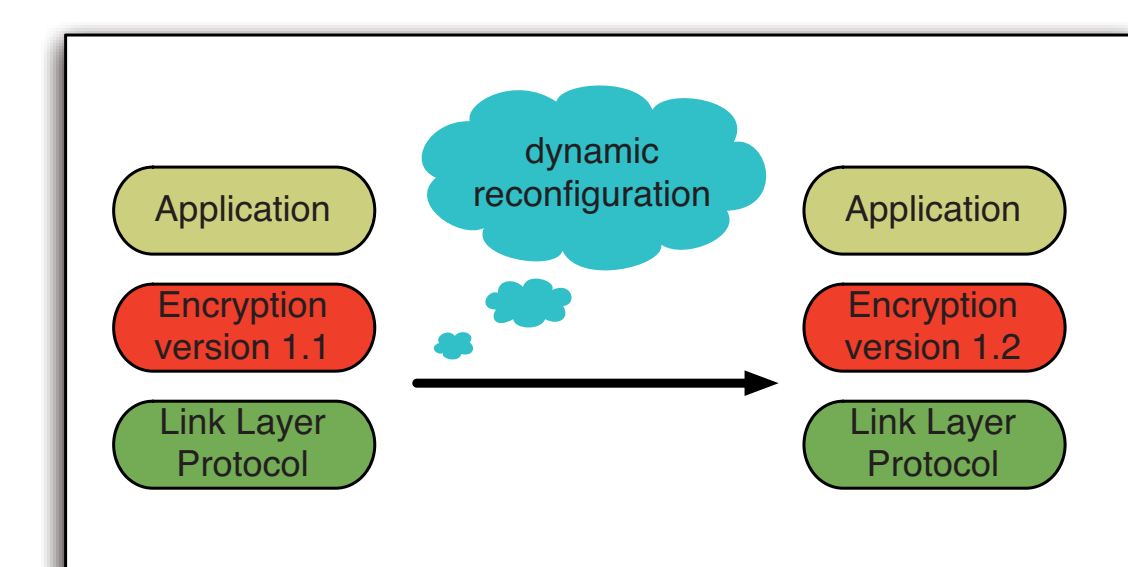 Application
Encryption
version 1.1
Link Layer
Protocol
dynamic
reconfiguration
Application
Encryption
version 1.2
Link Layer
Protocol